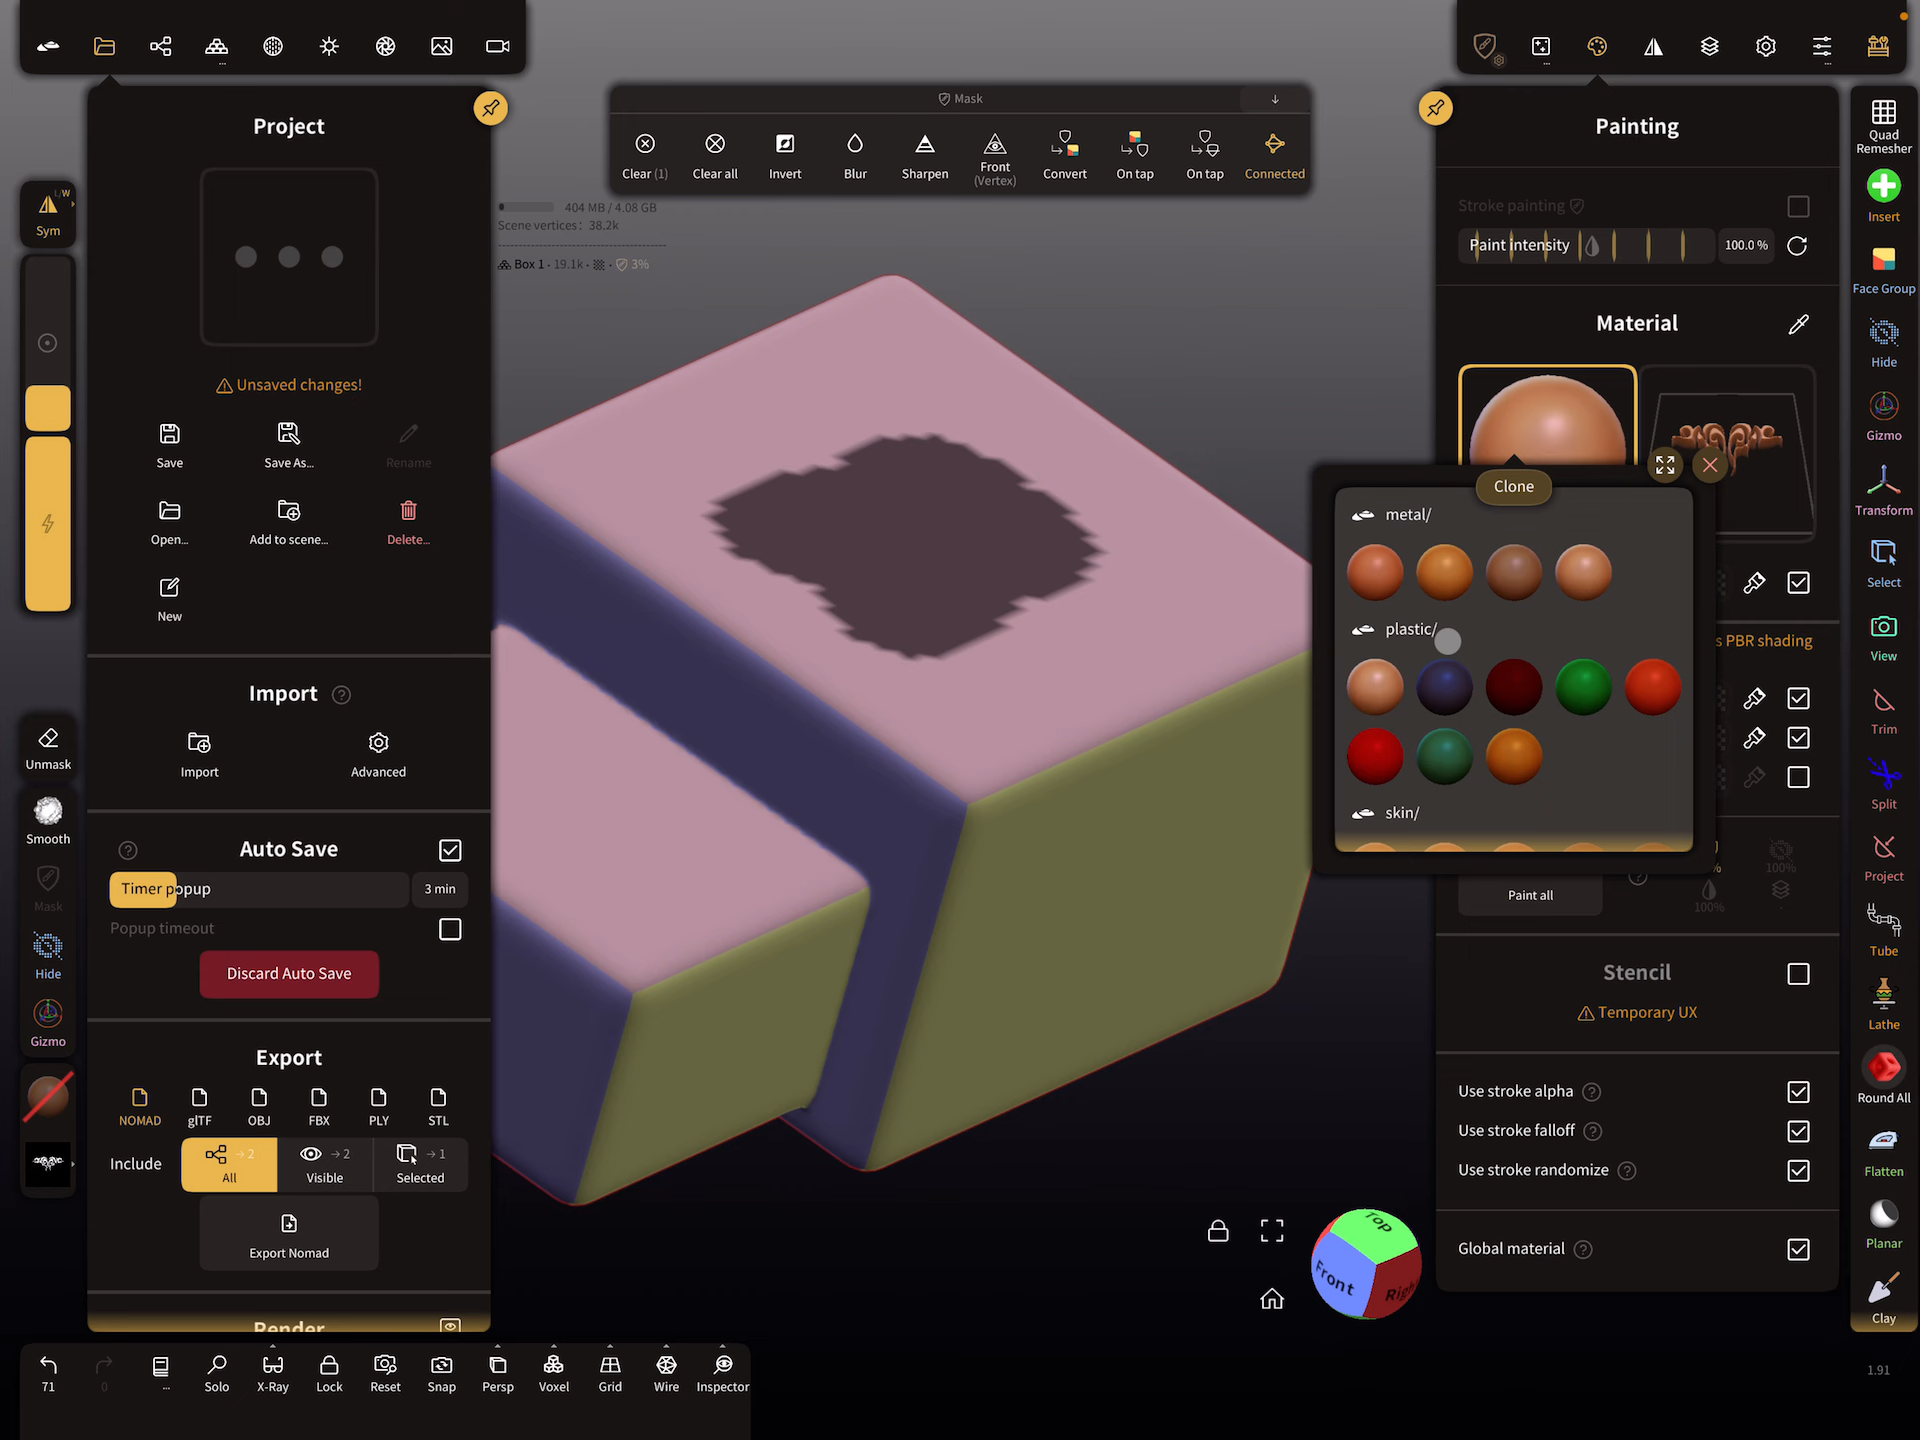 Project
Unsaved changes!
Save
Save As...
Rename
Open...
Add to scene...
Delete...
New
Import
Import
Advanced
Auto Save
Timer popup
3 min
Popup timeout
Discard Auto Save
Export
NOMAD
glTF
OBJ
FBX
PLY
STL
Include
→ 2
All
→ 2
Visible
→ 1
Selected
Export Nomad
Render
L/W
Sym
Unmask
Smooth
Mask
Hide
Gizmo
Mask
Clear (1)
Clear all
Invert
Blur
Sharpen
Front
(Vertex)
Convert
On tap
On tap
Connected
404 MB / 4.08 GB
Scene vertices: 38.2k
Box 1 · 19.1k · · 3%
Painting
Stroke painting
Paint intensity
100.0 %
Material
Clone
metal/
plastic/
skin/
s PBR shading
100%
100%
Paint all
Stencil
Temporary UX
Use stroke alpha
Use stroke falloff
Use stroke randomize
Global material
Quad
Remesher
Insert
Face Group
Hide
Gizmo
Transform
Select
View
Trim
Split
Project
Tube
Lathe
Round All
Flatten
Planar
Clay
1.91
Top
Front
Righ
71
0
...
Solo
X-Ray
Lock
Reset
Snap
Persp
Voxel
Grid
Wire
Inspector